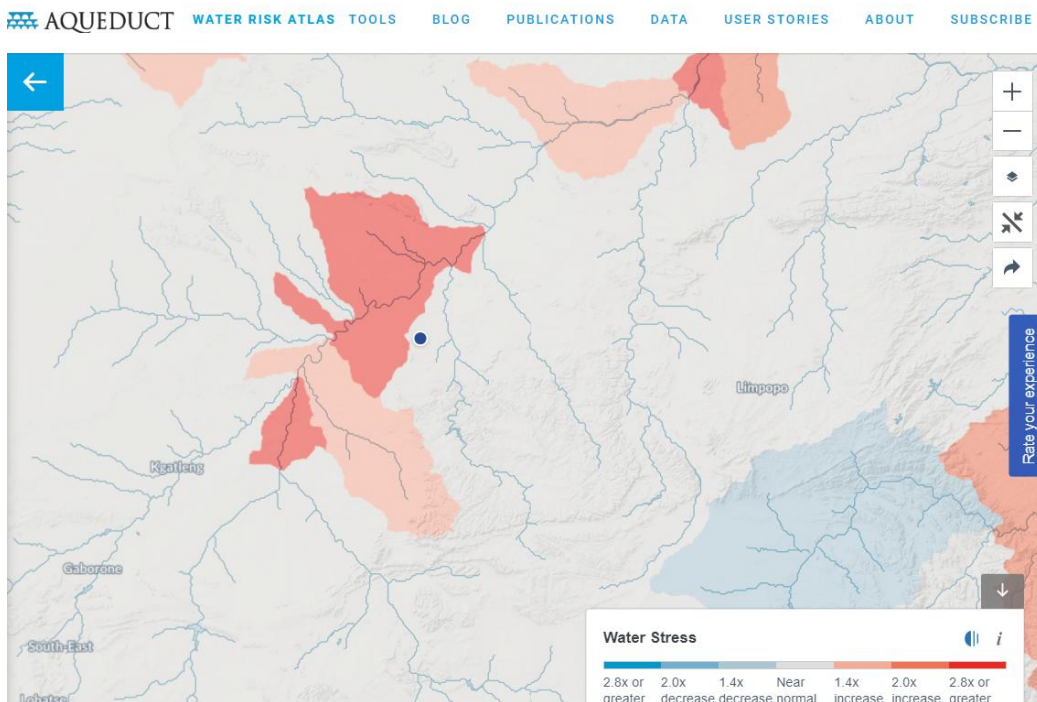 AQUEDUCT WATER RISK ATLAS TOOLS BLOG PUBLICATIONS DATA USER STORIES ABOUT SUBSCRIBE
Rate your experience
Limpopo
Kgatleng
Gaborone
South-East
Lobatse
Water Stress i
2.8x or 2.0x 1.4x Near 1.4x 2.0x 2.8x or
greater decrease decrease normal increase increase greater